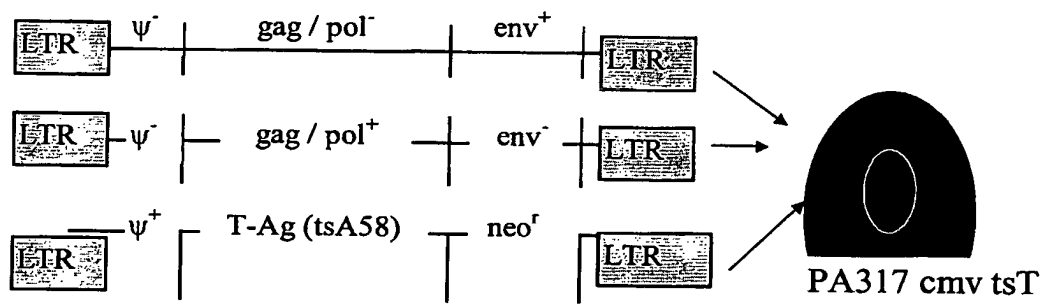 LTR ψ⁻ gag / pol⁻ env⁺ LTR
LTR ψ⁻ gag / pol⁺ env⁻ LTR
LTR ψ⁺ T-Ag (tsA58) neoʳ LTR
PA317 cmv tsT